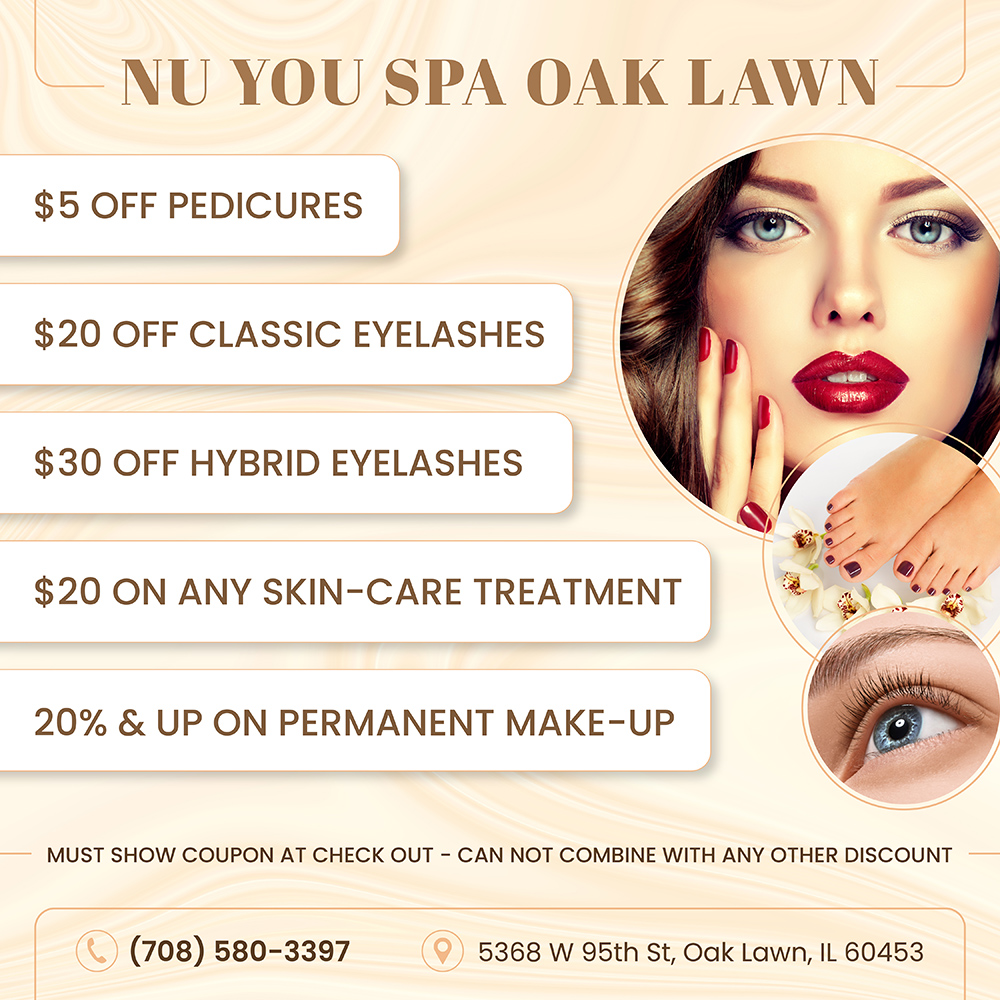 NU YOU SPA OAK LAWN
$5 OFF PEDICURES
$20 OFF CLASSIC EYELASHES
$30 OFF HYBRID EYELASHES
$20 ON ANY SKIN-CARE TREATMENT
20% & UP ON PERMANENT MAKE-UP
MUST SHOW COUPON AT CHECK OUT - CAN NOT COMBINE WITH ANY OTHER DISCOUNT
(708) 580-3397
5368 W 95th St, Oak Lawn, IL 60453